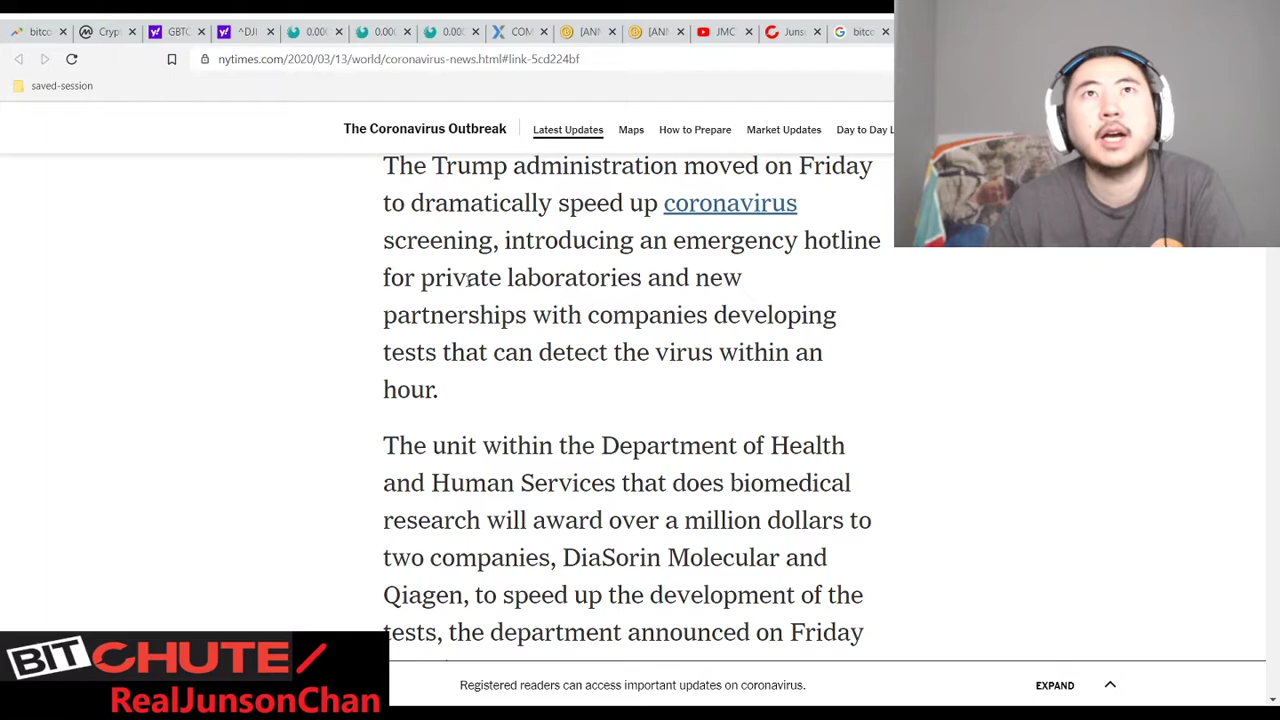 bitco
Cryp
GBTC
^DJI
0.00(
0.00(
0.00(
COM
[ANN
[ANN
JMC
Juns
bitco
nytimes.com/2020/03/13/world/coronavirus-news.html#link-5cd224bf
saved-session
The Coronavirus Outbreak
Latest Updates
Maps
How to Prepare
Market Updates
Day to Day L
The Trump administration moved on Friday
to dramatically speed up coronavirus
screening, introducing an emergency hotline
for private laboratories and new
partnerships with companies developing
tests that can detect the virus within an
hour.
The unit within the Department of Health
and Human Services that does biomedical
research will award over a million dollars to
two companies, DiaSorin Molecular and
Qiagen, to speed up the development of the
tests, the department announced on Friday
BITCHUTE/
RealJunsonChan
Registered readers can access important updates on coronavirus.
EXPAND